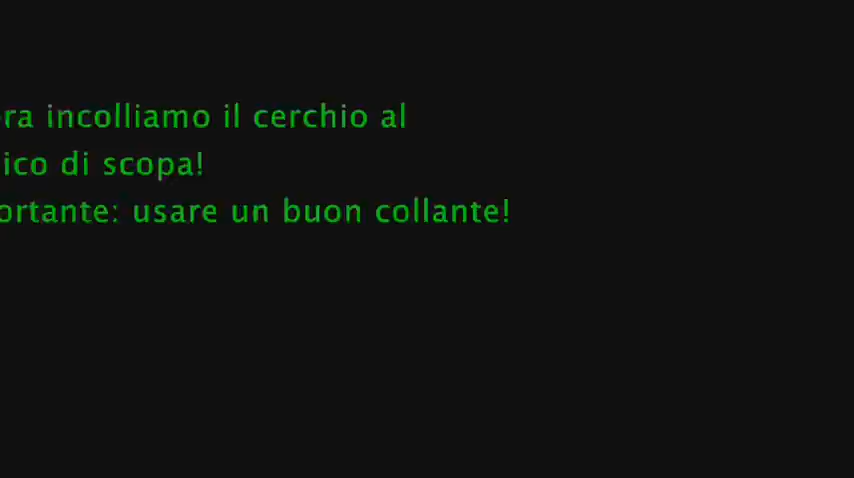 ra incolliamo il cerchio al
ico di scopa!
ortante: usare un buon collante!